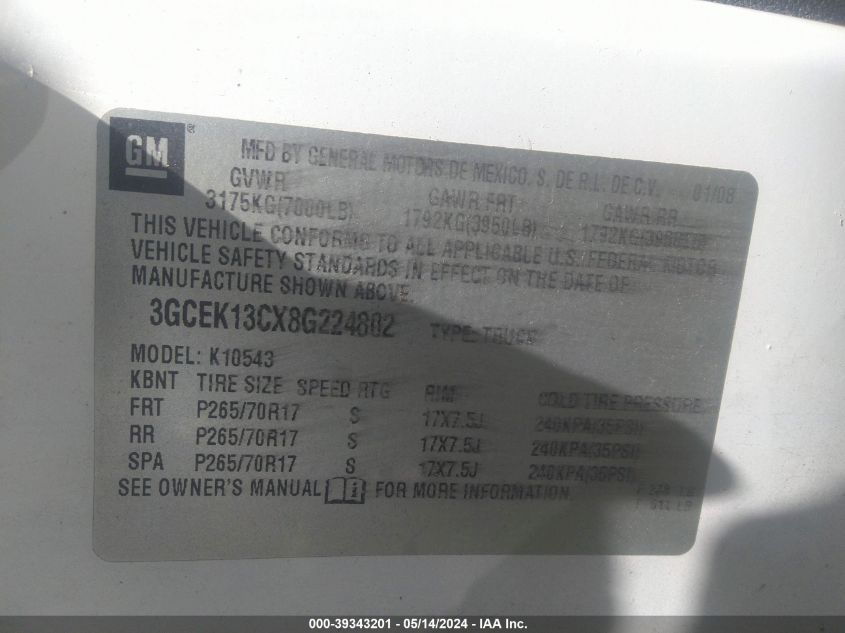 GM ®
MFD BY GENERAL MOTORS DE MEXICO, S. DE R.L. DE C.V. 01/08
GVWR GAWR FRT GAWR RR
3175KG(7000LB) 1792KG(3950LB) 1792KG(3950LB)
THIS VEHICLE CONFORMS TO ALL APPLICABLE U.S. FEDERAL MOTOR
VEHICLE SAFETY STANDARDS IN EFFECT ON THE DATE OF
MANUFACTURE SHOWN ABOVE.
3GCEK13CX8G224802 TYPE: TRUCK
MODEL: K10543
KBNT TIRE SIZE SPEED RTG RIM COLD TIRE PRESSURE
FRT P265/70R17 S 17X7.5J 240KPA(35PSI)
RR P265/70R17 S 17X7.5J 240KPA(35PSI)
SPA P265/70R17 S 17X7.5J 240KPA(35PSI)
SEE OWNER'S MANUAL FOR MORE INFORMATION
000-39343201 - 05/14/2024 - IAA Inc.